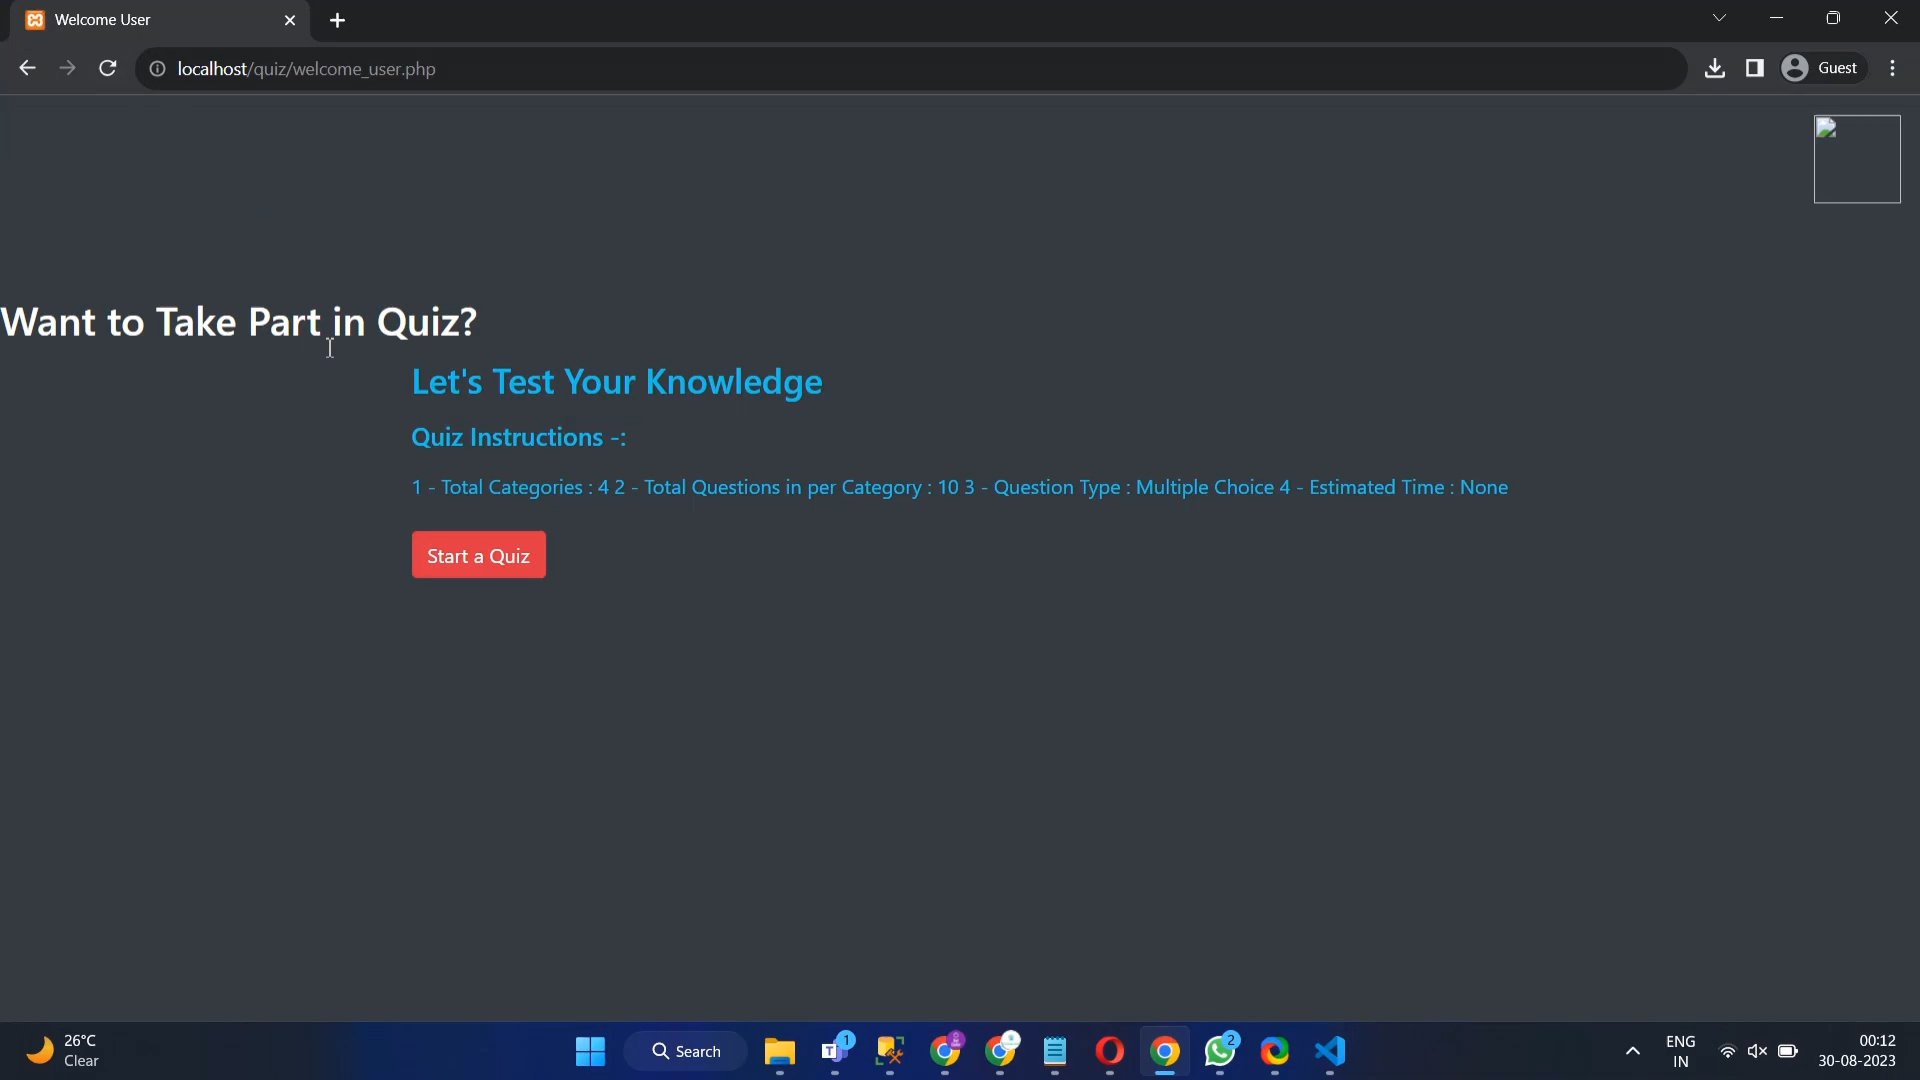 Welcome User
localhost/quiz/welcome_user.php
Guest
Want to Take Part in Quiz?
Let's Test Your Knowledge
Quiz Instructions -:
1 - Total Categories : 4 2 - Total Questions in per Category : 10 3 - Question Type : Multiple Choice 4 - Estimated Time : None
Start a Quiz
26°C
Clear
Search
1
T
2
ENG
IN
00:12
30-08-2023